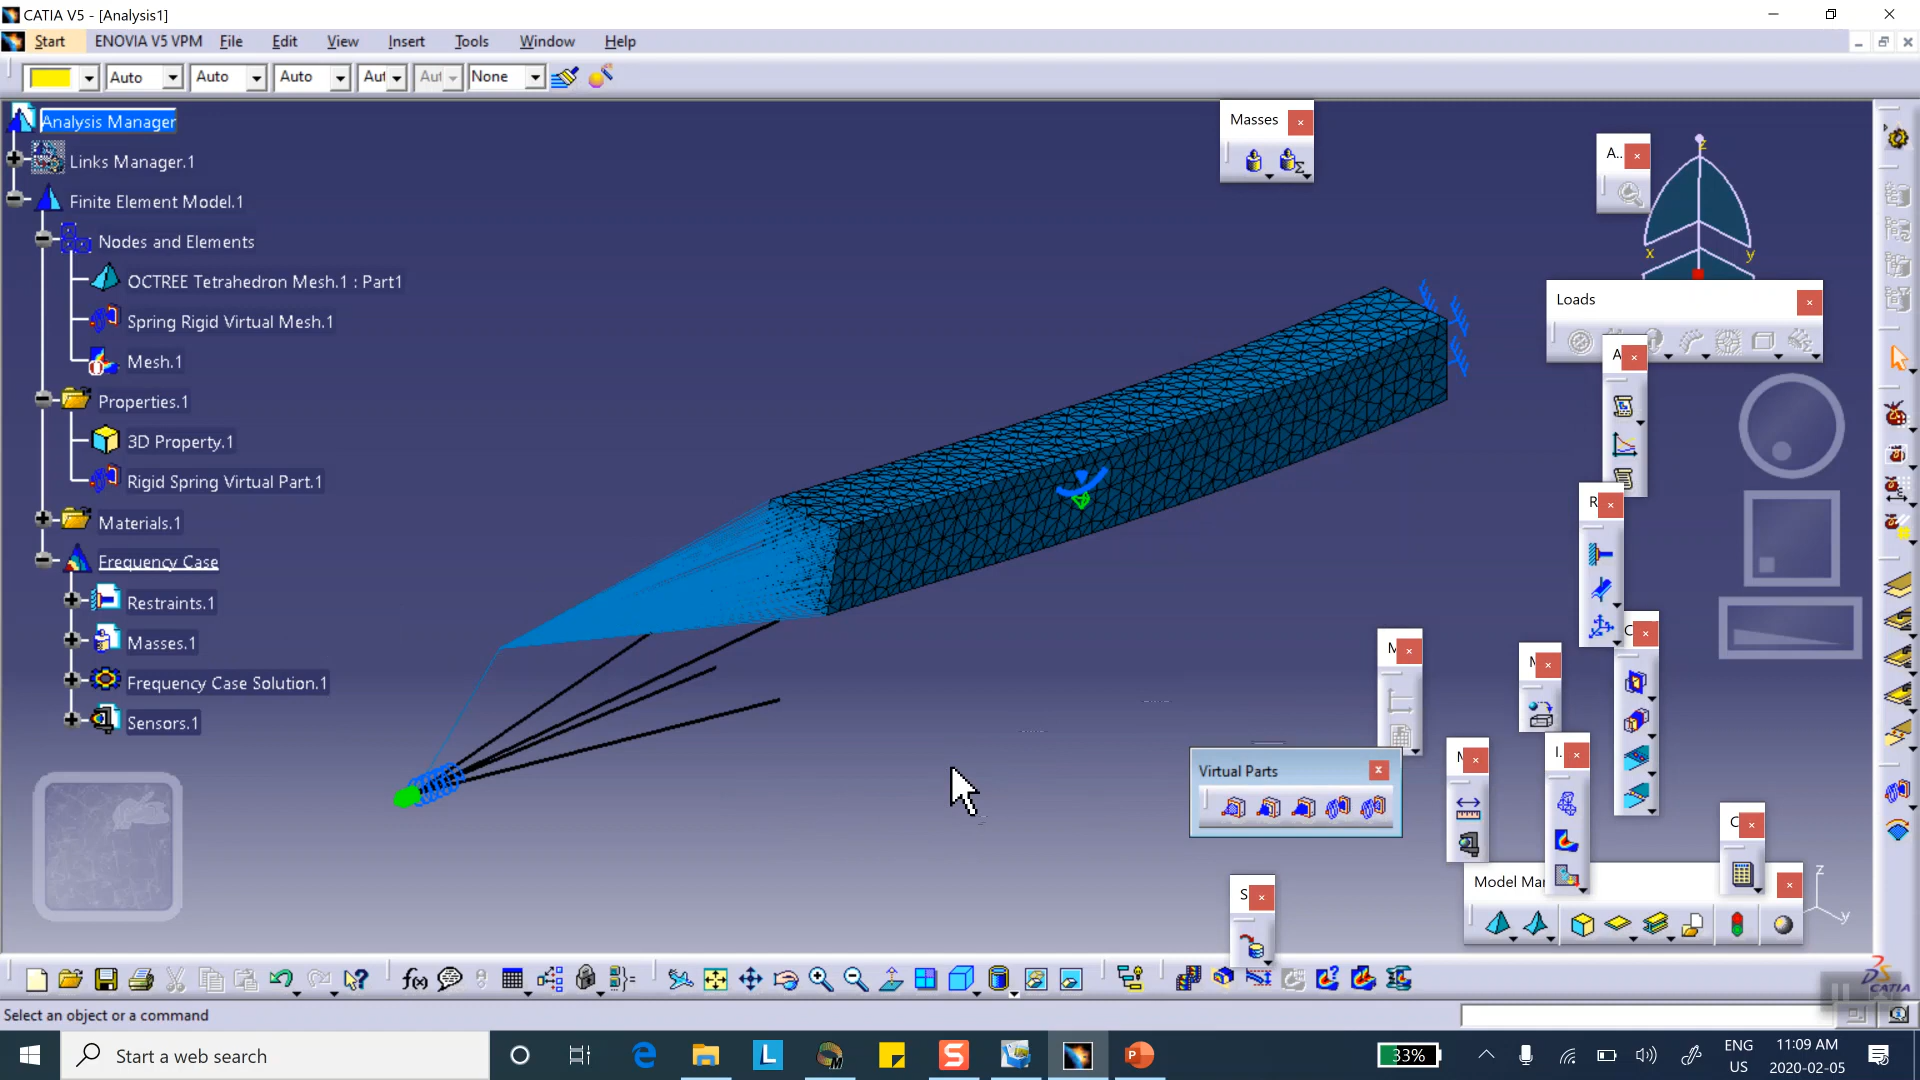 CATIA V5 - [Analysis1]
Start ENOVIA V5 VPM File Edit View Insert Tools Window Help
Auto Auto Auto Aut Aut None
Analysis Manager
Links Manager.1
Finite Element Model.1
Nodes and Elements
OCTREE Tetrahedron Mesh.1 : Part1
Spring Rigid Virtual Mesh.1
Mesh.1
Properties.1
3D Property.1
Rigid Spring Virtual Part.1
Materials.1
Frequency Case
Restraints.1
Masses.1
Frequency Case Solution.1
Sensors.1
Masses
A..
z
x
y
Loads
A
R
C
M
I.
Virtual Parts
C
S
Model Mar
z
y
f(x)
CATIA
Select an object or a command
Start a web search
L
M
S
P
33%
ENG
US
11:09 AM
2020-02-05